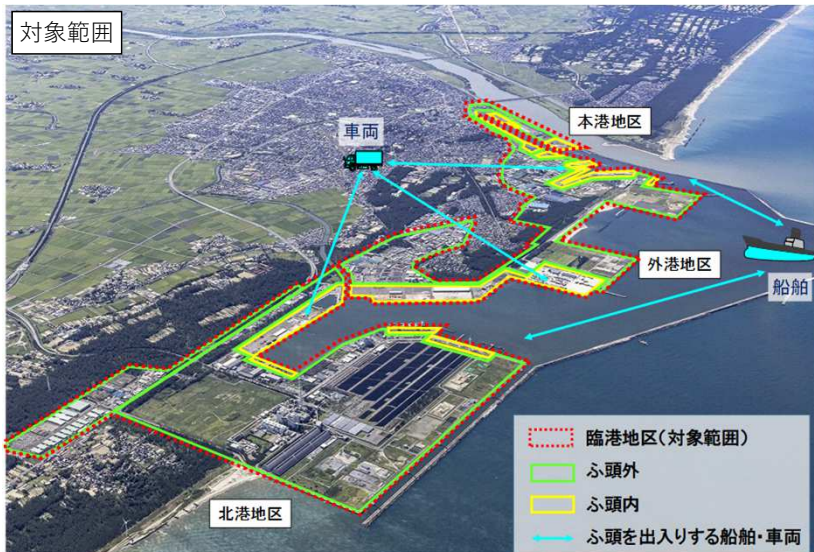 対象範囲
本港地区
車両
外港地区
船舶
臨港地区(対象範囲)
ふ頭外
ふ頭内
北港地区
ふ頭を出入りする船舶・車両